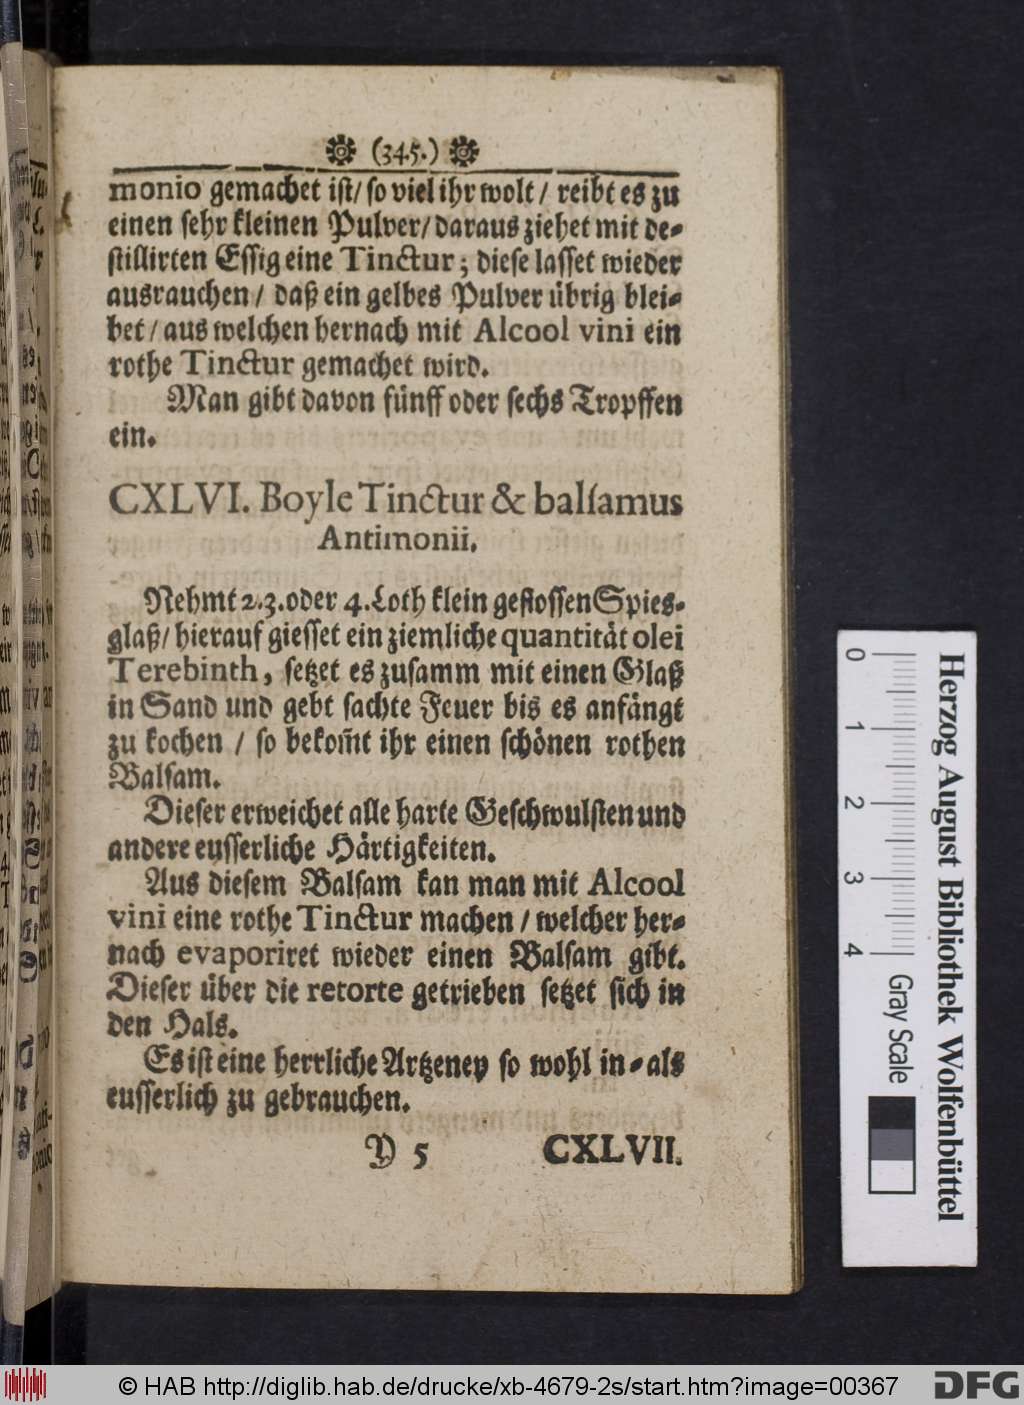 (345.)
monio gemachet ist/ so viel ihr wolt/ reibt es zu
einen sehr kleinen Pulver/ daraus ziehet mit de-
stillirten Essig eine Tinctur; diese lasset wieder
ausrauchen/ daß ein gelbes Pulver übrig blei-
bet/ aus welchen hernach mit Alcool vini ein
rothe Tinctur gemachet wird.
Man gibt davon fünff oder sechs Tropffen
ein.
CXLVI. Boyle Tinctur & balsamus
Antimonii.
Nehmt 2.3. oder 4. Loth klein gestossen Spies-
glaß/ hierauf giesset ein ziemliche quantität olei
Terebinth, setzet es zusamm mit einen Glaß
in Sand und gebt sachte Feuer bis es anfängt
zu kochen / so bekom̄t ihr einen schönen rothen
Balsam.
Dieser erweichet alle harte Geschwulsten und
andere eusserliche Härtigkeiten.
Aus diesem Balsam kan man mit Alcool
vini eine rothe Tinctur machen / welcher her-
nach evaporiret wieder einen Balsam gibt.
Dieser über die retorte getrieben setzet sich in
den Hals.
Es ist eine herrliche Artzeney so wohl in- als
eusserlich zu gebrauchen.
Y 5 CXLVII.
0 1 2 3 4
Gray Scale
Herzog August Bibliothek Wolfenbüttel
© HAB http://diglib.hab.de/drucke/xb-4679-2s/start.htm?image=00367
DFG